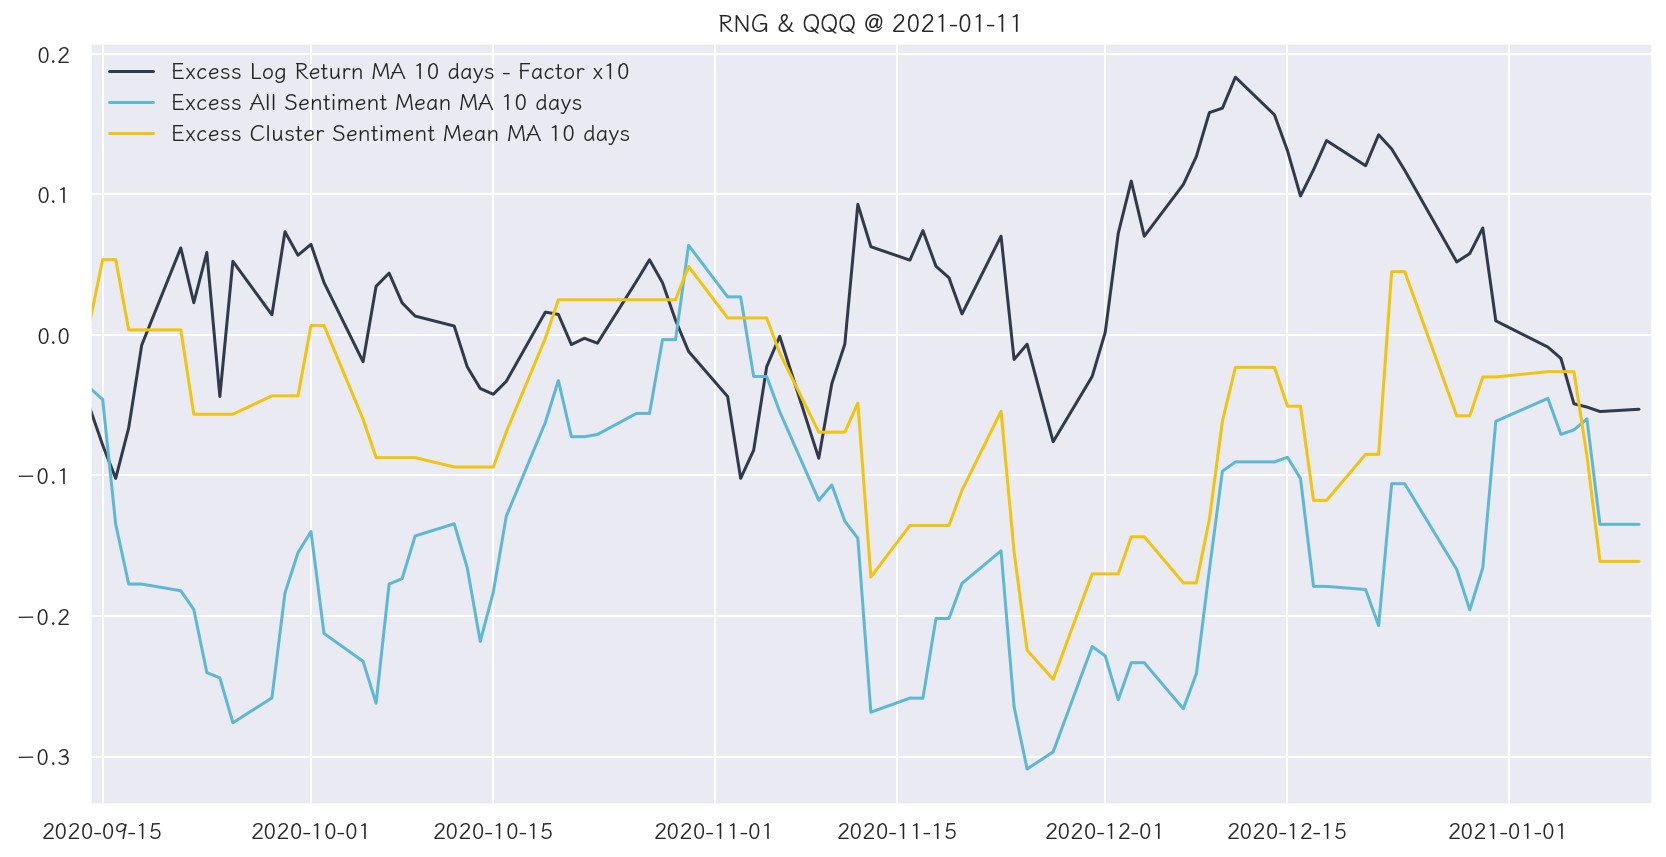 RNG & QQQ @ 2021-01-11
Excess Log Return MA 10 days - Factor x10
Excess All Sentiment Mean MA 10 days
Excess Cluster Sentiment Mean MA 10 days
0.2
0.1
0.0
−0.1
−0.2
−0.3
2020-09-15 2020-10-01 2020-10-15 2020-11-01 2020-11-15 2020-12-01 2020-12-15 2021-01-01